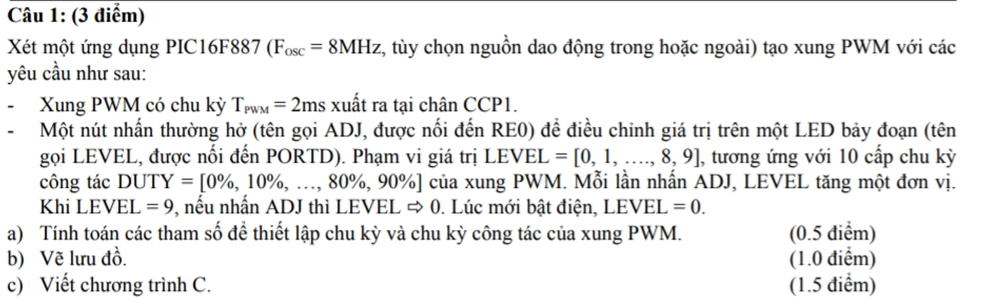 Câu 1: (3 điểm)
Xét một ứng dụng PIC16F887 (FOSC = 8MHz, tùy chọn nguồn dao động trong hoặc ngoài) tạo xung PWM với các
yêu cầu như sau:
- Xung PWM có chu kỳ TPWM = 2ms xuất ra tại chân CCP1.
- Một nút nhấn thường hở (tên gọi ADJ, được nối đến RE0) để điều chỉnh giá trị trên một LED bảy đoạn (tên
gọi LEVEL, được nối đến PORTD). Phạm vi giá trị LEVEL = [0, 1, …., 8, 9], tương ứng với 10 cấp chu kỳ
công tác DUTY = [0%, 10%, …, 80%, 90%] của xung PWM. Mỗi lần nhấn ADJ, LEVEL tăng một đơn vị.
Khi LEVEL = 9, nếu nhấn ADJ thì LEVEL ⇨ 0. Lúc mới bật điện, LEVEL = 0.
a) Tính toán các tham số để thiết lập chu kỳ và chu kỳ công tác của xung PWM. (0.5 điểm)
b) Vẽ lưu đồ. (1.0 điểm)
c) Viết chương trình C. (1.5 điểm)